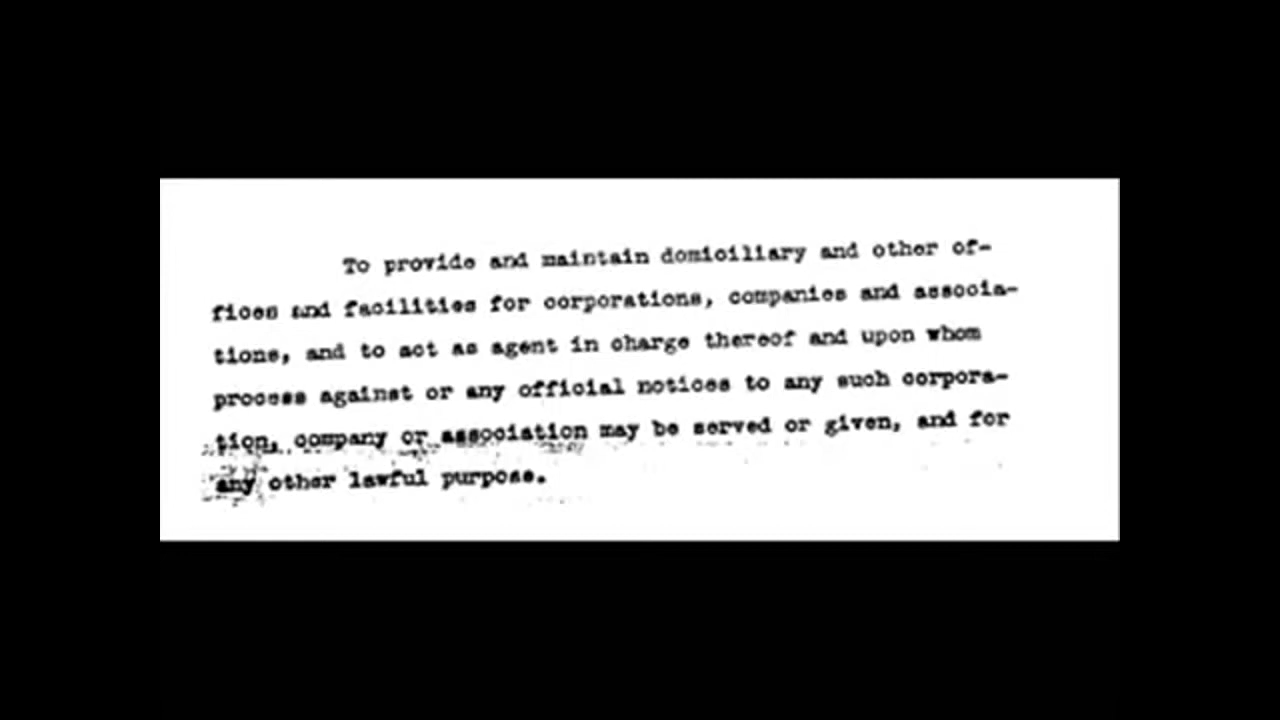 To provide and maintain domiciliary and other of-
fices and facilities for corporations, companies and associa-
tions, and to act as agent in charge thereof and upon whom
process against or any official notices to any such corpora-
tion, company or association may be served or given, and for
any other lawful purpose.